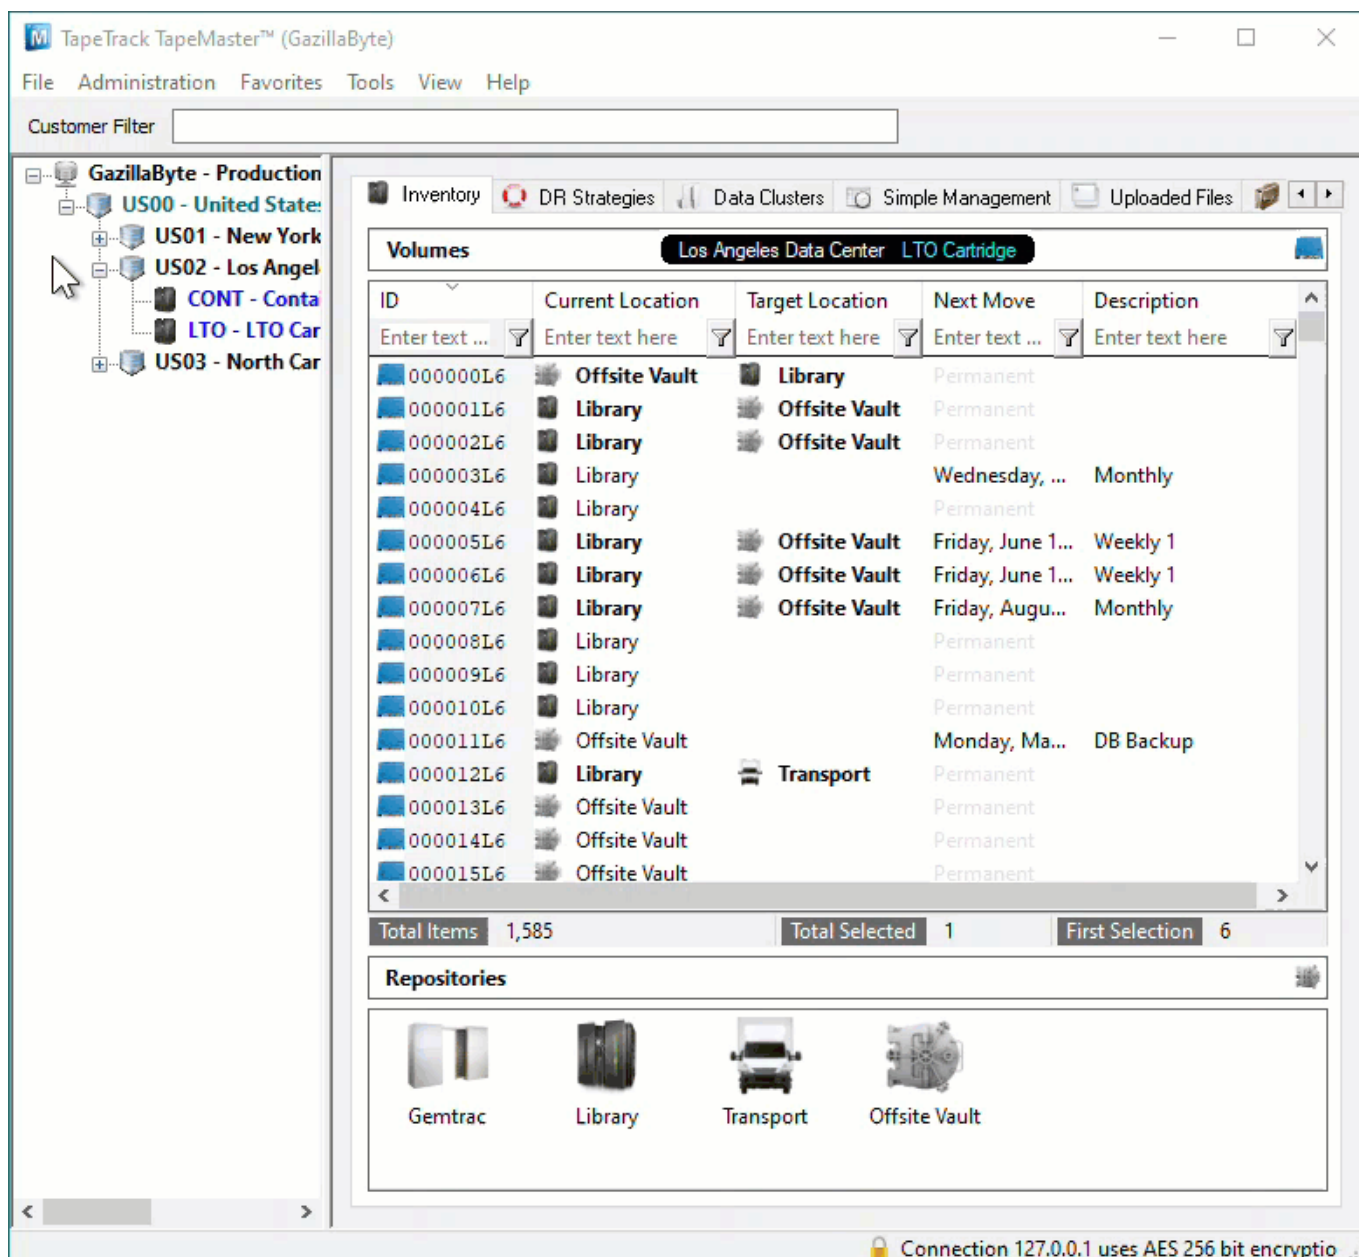 TapeTrack TapeMaster™ (GazillaByte)
File Administration Favorites Tools View Help
Customer Filter
GazillaByte - Production
US00 - United States
US01 - New York
US02 - Los Angel
CONT - Conta
LTO - LTO Car
US03 - North Car
Inventory DR Strategies Data Clusters Simple Management Uploaded Files
Volumes Los Angeles Data Center LTO Cartridge
ID Current Location Target Location Next Move Description
Enter text ... Enter text here Enter text here Enter text ... Enter text here
000000L6 Offsite Vault Library Permanent
000001L6 Library Offsite Vault Permanent
000002L6 Library Offsite Vault Permanent
000003L6 Library Wednesday, ... Monthly
000004L6 Library Permanent
000005L6 Library Offsite Vault Friday, June 1... Weekly 1
000006L6 Library Offsite Vault Friday, June 1... Weekly 1
000007L6 Library Offsite Vault Friday, Augu... Monthly
000008L6 Library Permanent
000009L6 Library Permanent
000010L6 Library Permanent
000011L6 Offsite Vault Monday, Ma... DB Backup
000012L6 Library Transport Permanent
000013L6 Offsite Vault Permanent
000014L6 Offsite Vault Permanent
000015L6 Offsite Vault Permanent
Total Items 1,585 Total Selected 1 First Selection 6
Repositories
Gemtrac Library Transport Offsite Vault
Connection 127.0.0.1 uses AES 256 bit encryptio